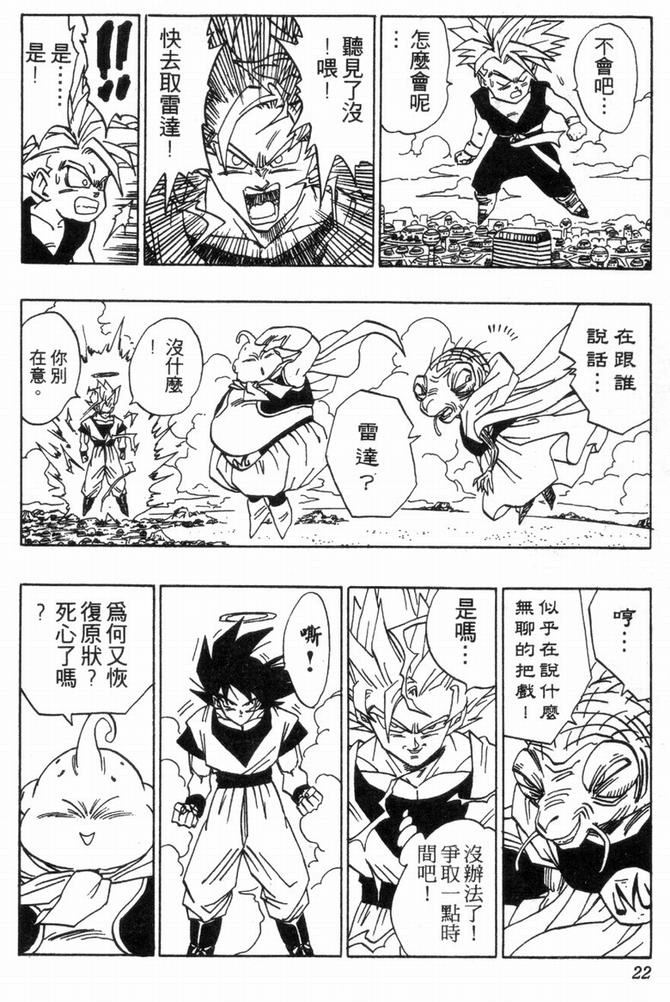 不會吧…
怎麼會呢
…
聽見了沒
！喂！
快去取雷達！
!!
是……
是！
在跟誰
說話…
雷達？
沒什麼
！
你別
在意。
哼…
似乎在說什麼
無聊的把戲！
是嗎…
沒辦法了！
爭取一點時
間吧！
嘶！
爲何又恢
復原狀？
死心了嗎
？
22